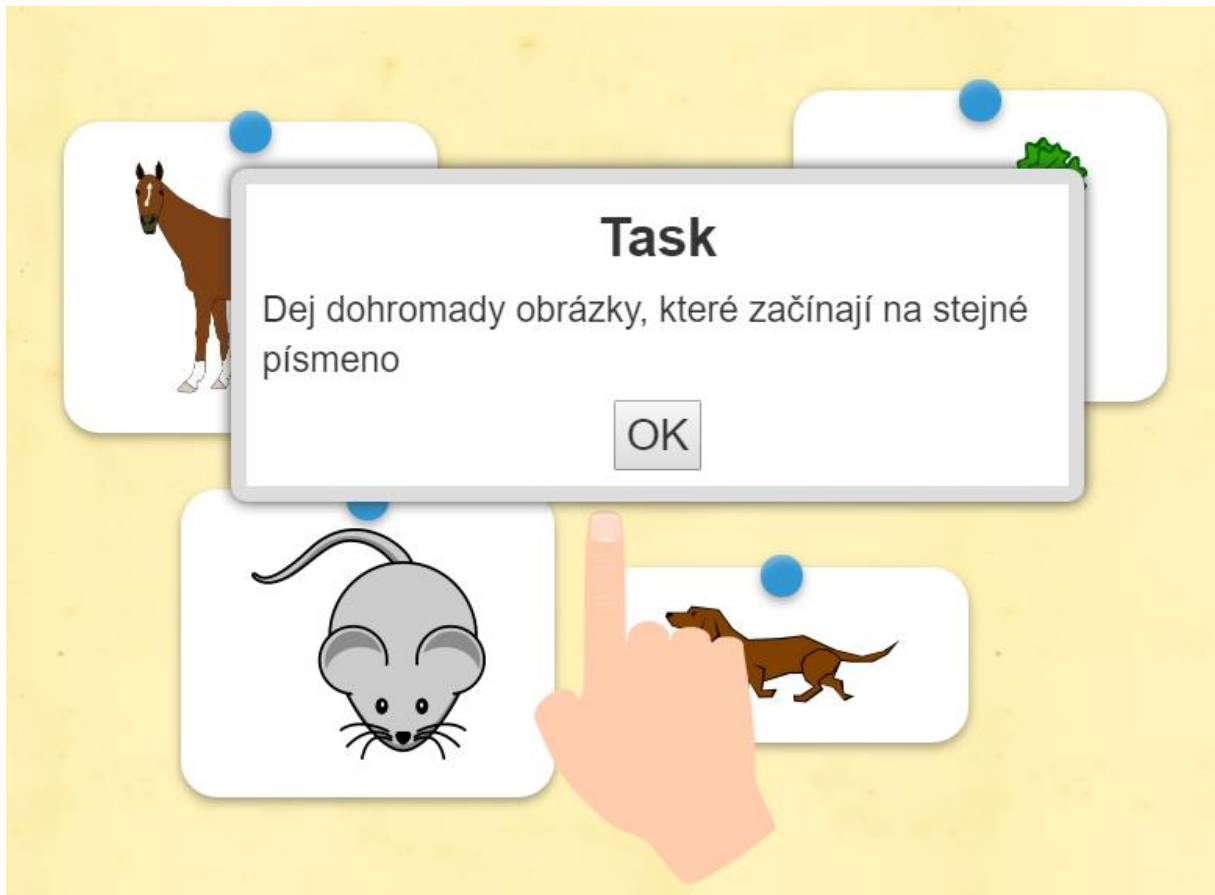 Task
Dej dohromady obrázky, které začínají na stejné
písmeno
OK